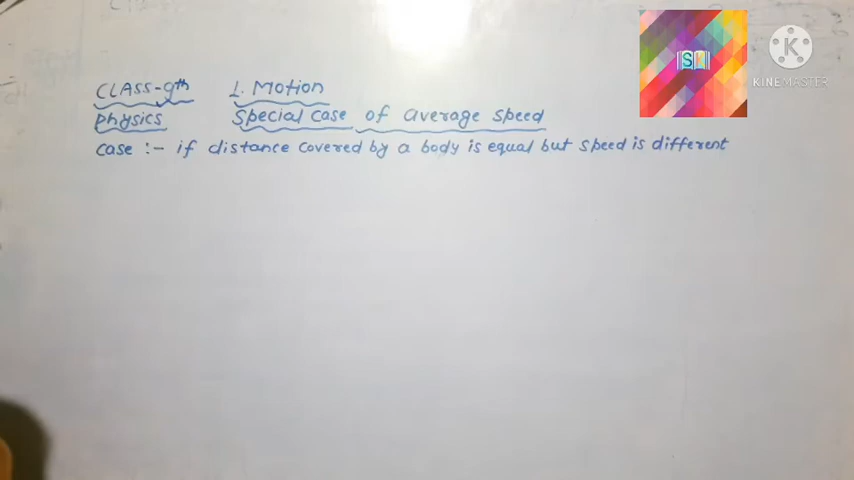 CLASS-9th 1. Motion
Physics Special case of average speed
case :- if distance covered by a body is equal but speed is different
SL
KINEMASTER